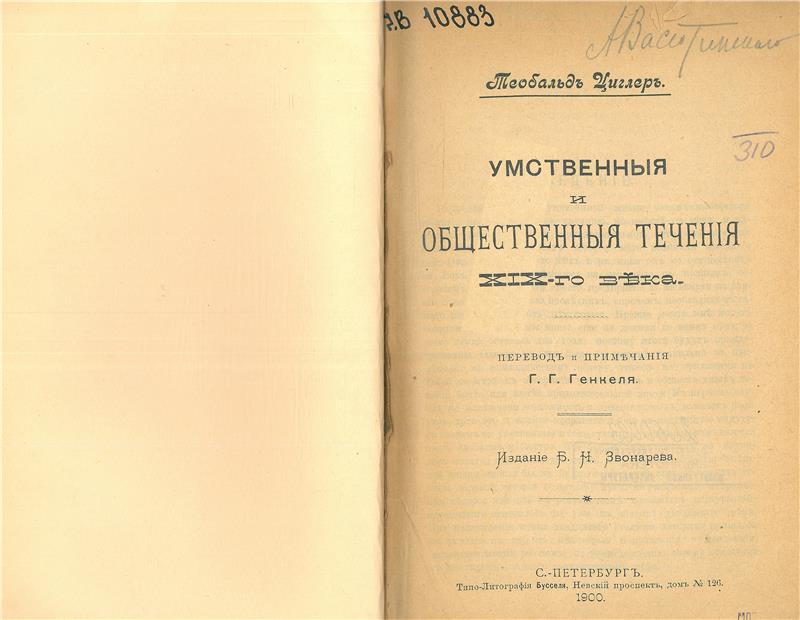 10883
Теобальдъ Циглеръ.
310
УМСТВЕННЫЯ
И
ОБЩЕСТВЕННЫЯ ТЕЧЕНІЯ
XIX-го вѣка.
ПЕРЕВОДЪ и ПРИМѢЧАНІЯ
Г. Г. Генкеля.
Изданіе Б. Н. Звонарева.
С.-ПЕТЕРБУРГЪ.
Типо-Литографія Буссели, Невскій проспектъ, домъ № 126.
1900.